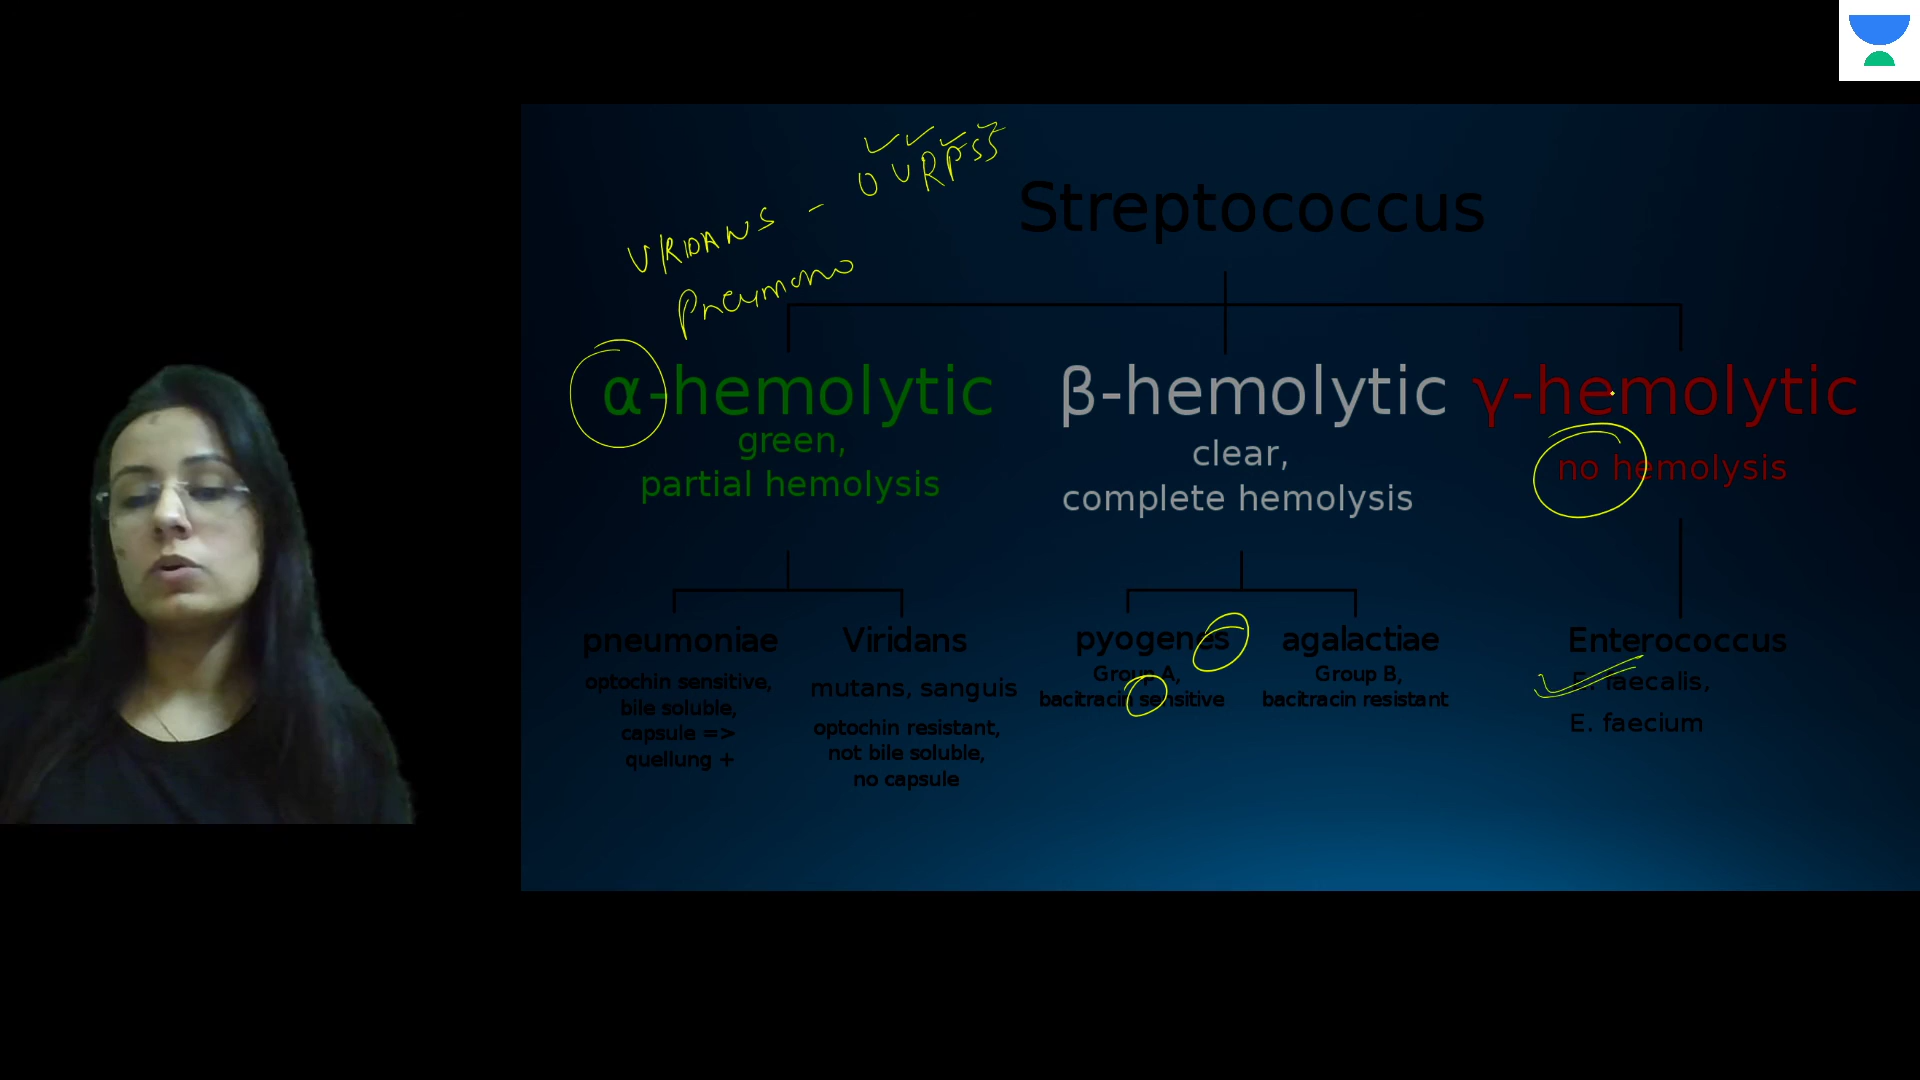 OVRPSS
VIRIDANS -
Pneumono
Streptococcus
α-hemolytic
green,
partial hemolysis
β-hemolytic
clear,
complete hemolysis
γ-hemolytic
no hemolysis
pneumoniae
optochin sensitive,
bile soluble,
capsule =>
quellung +
Viridans
mutans, sanguis
optochin resistant,
not bile soluble,
no capsule
pyogenes
Group A,
bacitracin sensitive
agalactiae
Group B,
bacitracin resistant
Enterococcus
E. faecalis,
E. faecium